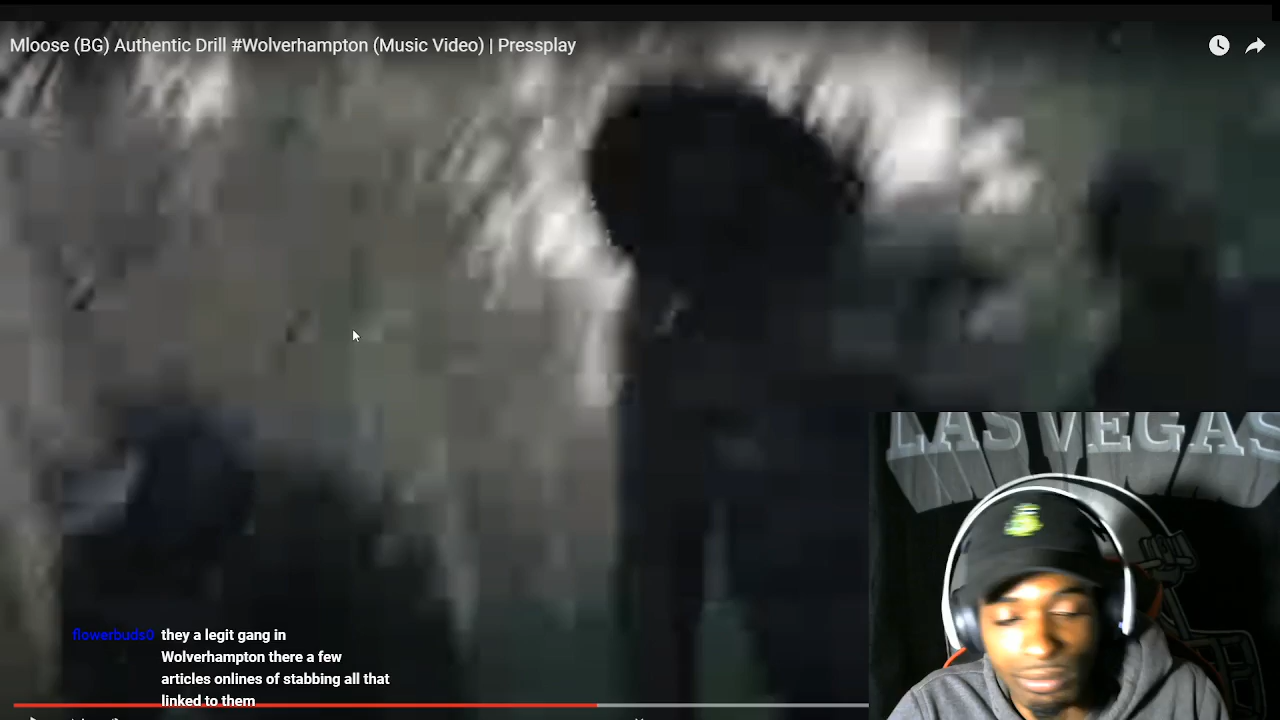 Mloose (BG) Authentic Drill #Wolverhampton (Music Video) | Pressplay
LAS VEGAS
flowerbuds0 they a legit gang in
Wolverhampton there a few
articles onlines of stabbing all that
linked to them